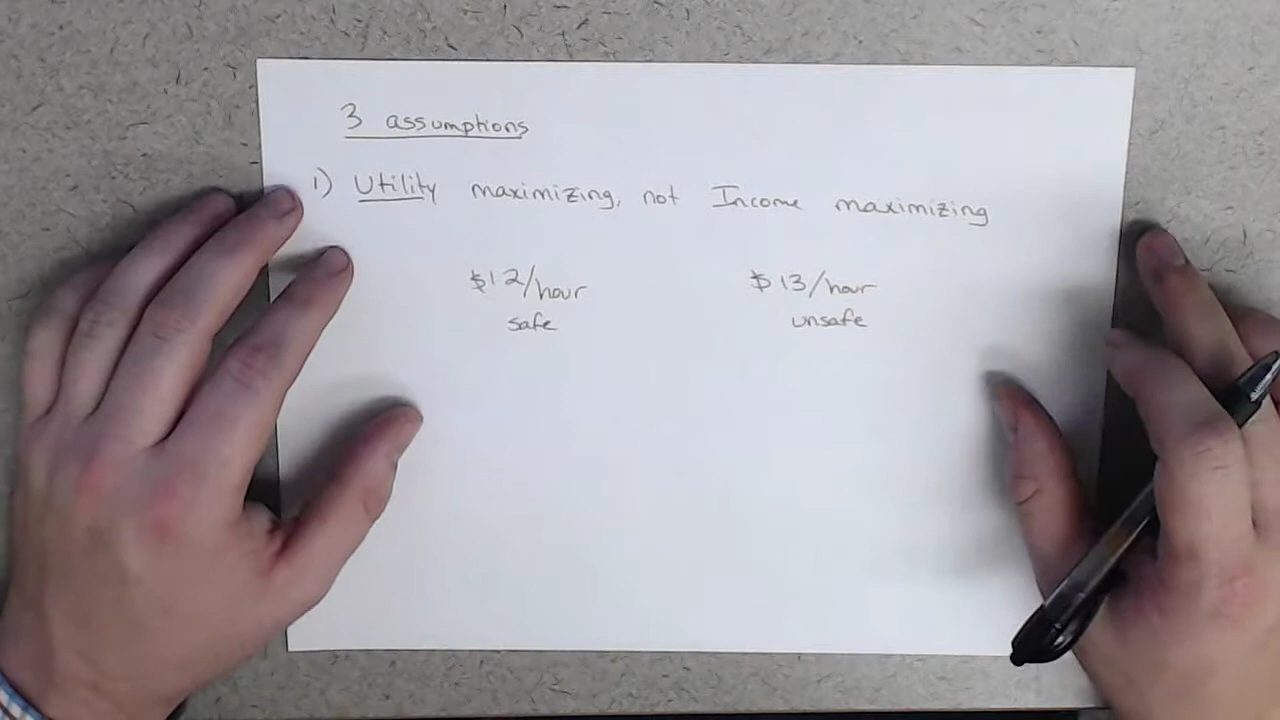 3 assumptions
1) Utility maximizing, not Income maximizing
$12/hour $13/hour
safe unsafe